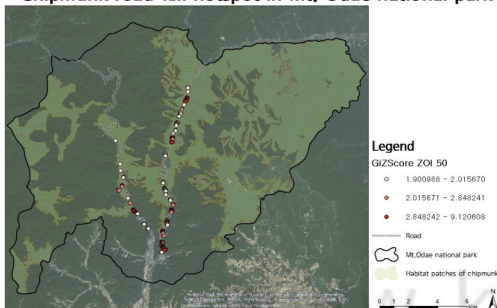 Chipmunk road-kill hotspot in Mt. Odae national park
Legend
GiZScore ZOI 50
1.900988 - 2.015670
2.015671 - 2.848241
2.848242 - 9.120608
Road
Mt.Odae national park
Habitat patches of chipmunk
N
0 1 2 4 6